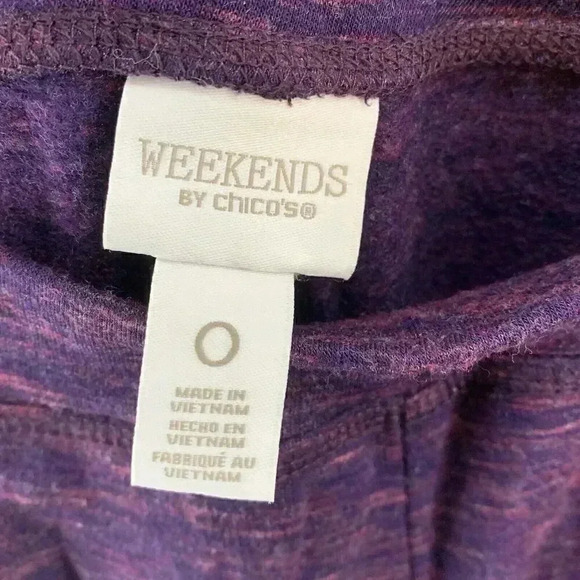 WEEKENDS
BY chico's®
0
MADE IN
VIETNAM
HECHO EN
VIETNAM
FABRIQUÉ AU
VIETNAM